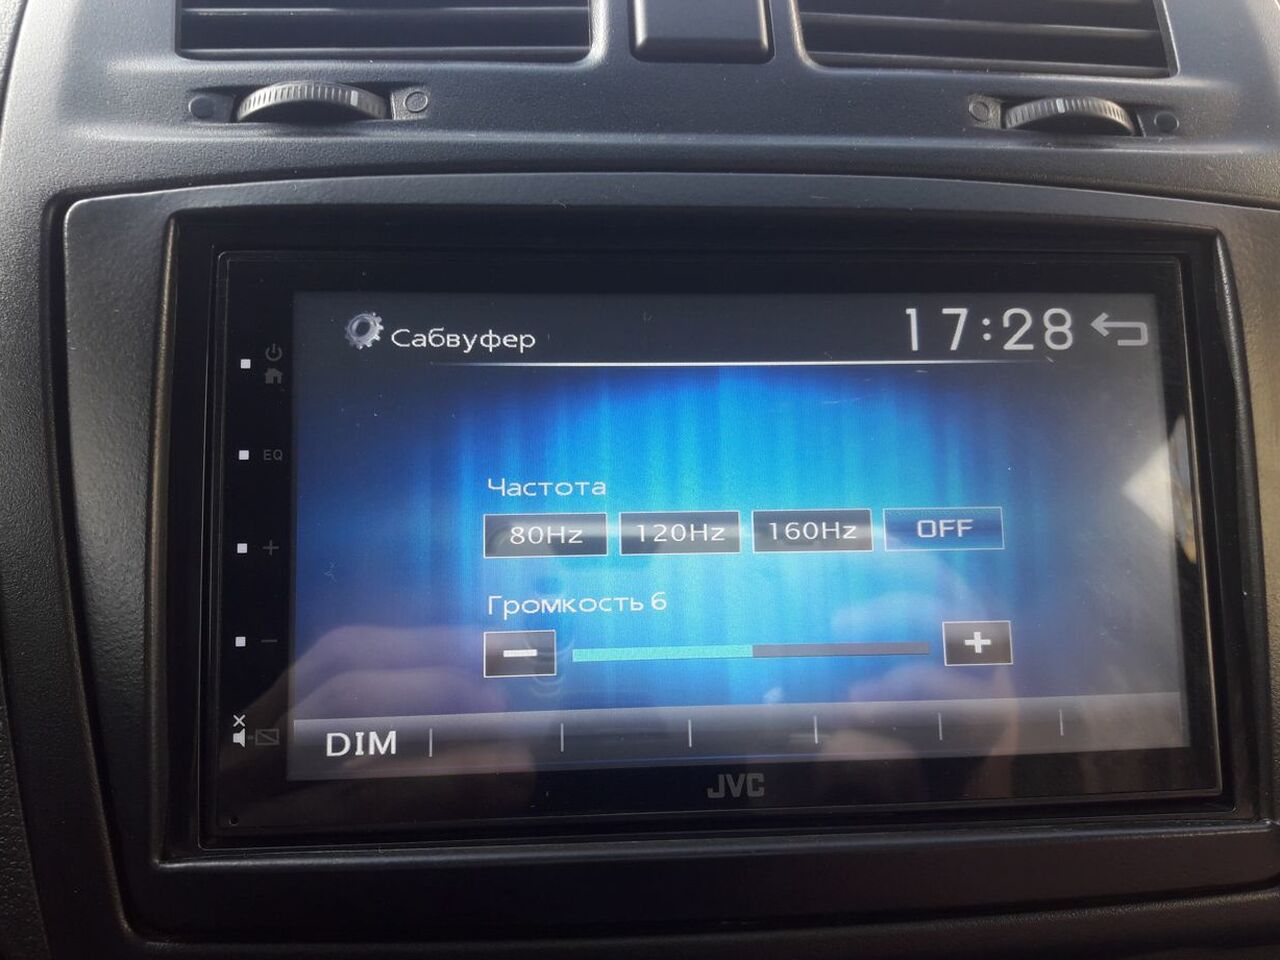 Сабвуфер 17:28
EQ
Частота
80Hz 120Hz 160Hz OFF
Громкость 6
DIM
JVC